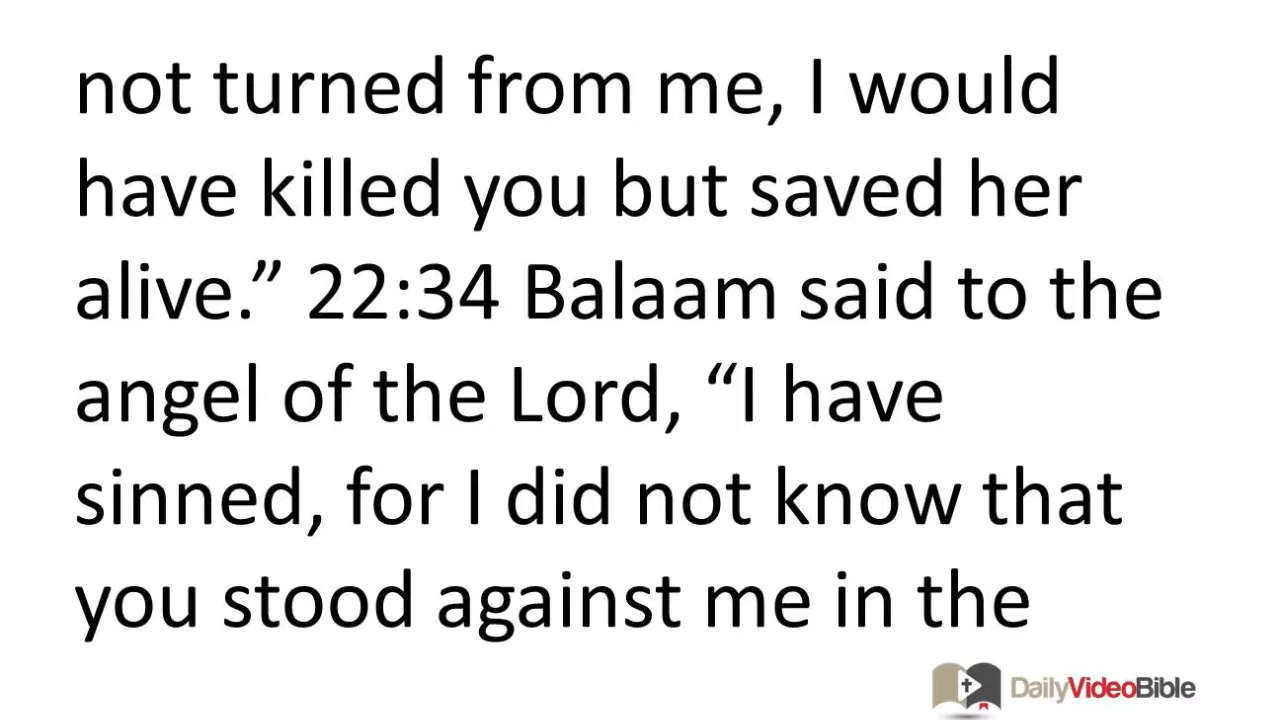 not turned from me, I would
have killed you but saved her
alive.” 22:34 Balaam said to the
angel of the Lord, “I have
sinned, for I did not know that
you stood against me in the
DailyVideoBible